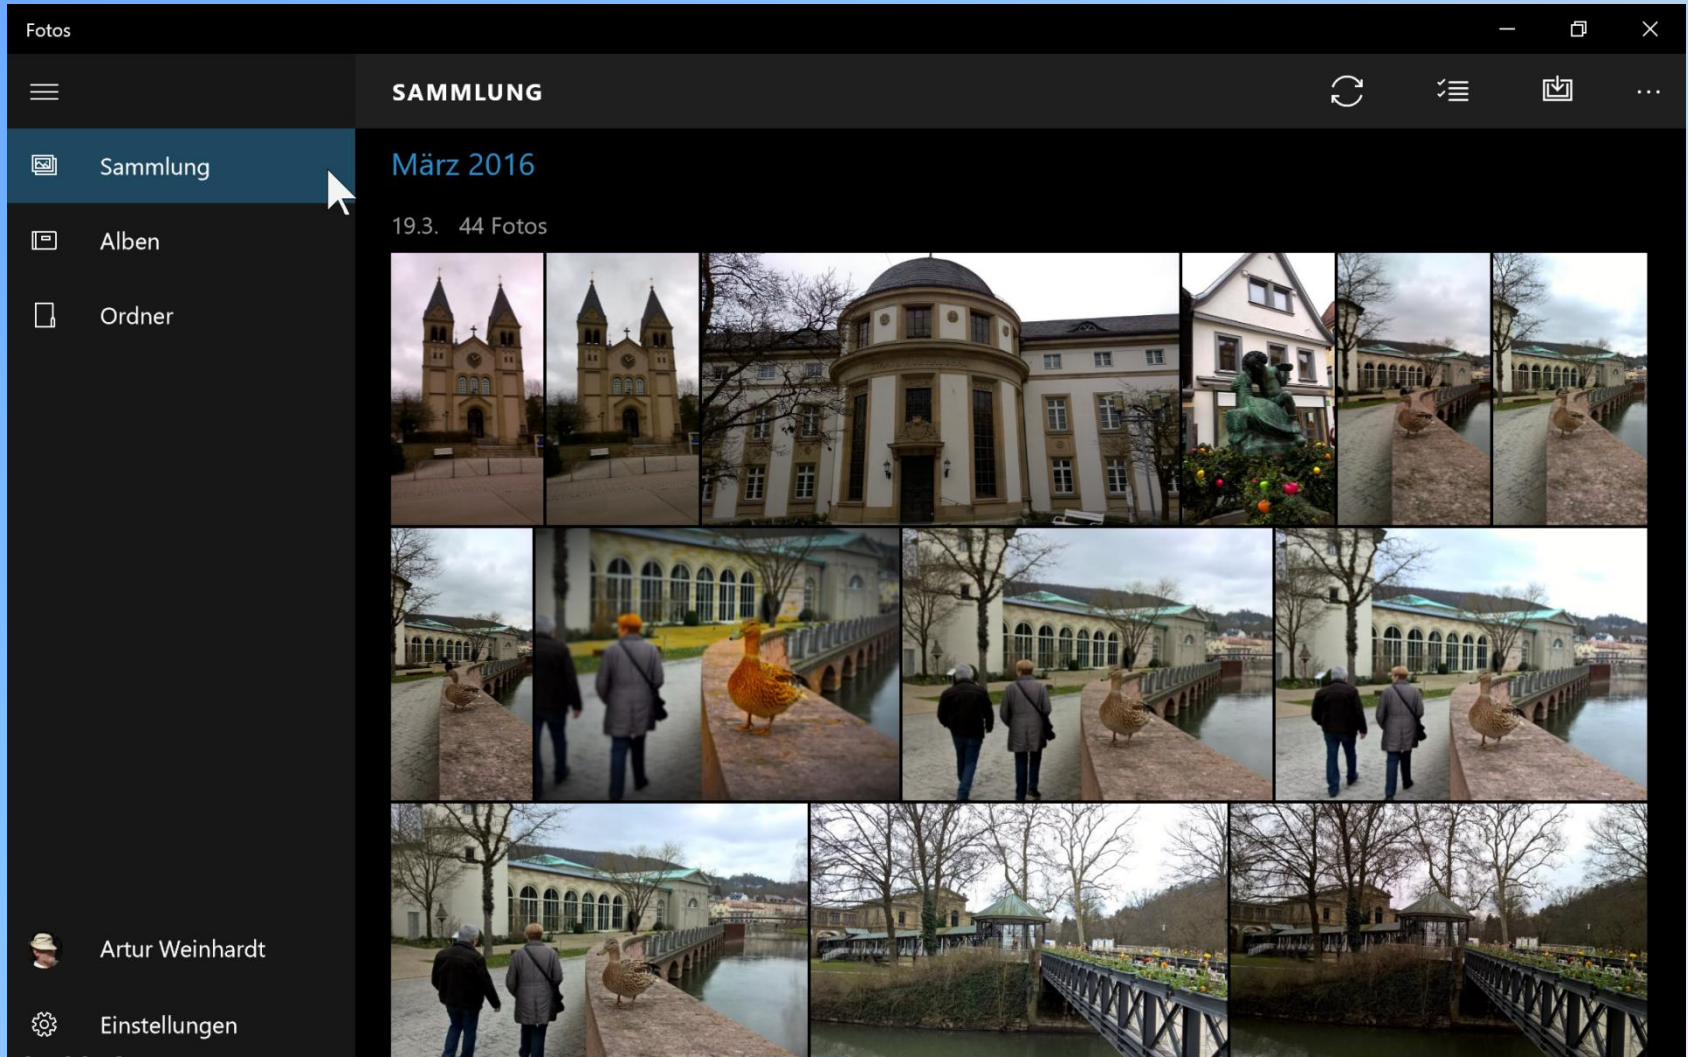 Fotos
SAMMLUNG
Sammlung
Alben
Ordner
Artur Weinhardt
Einstellungen
März 2016
19.3. 44 Fotos